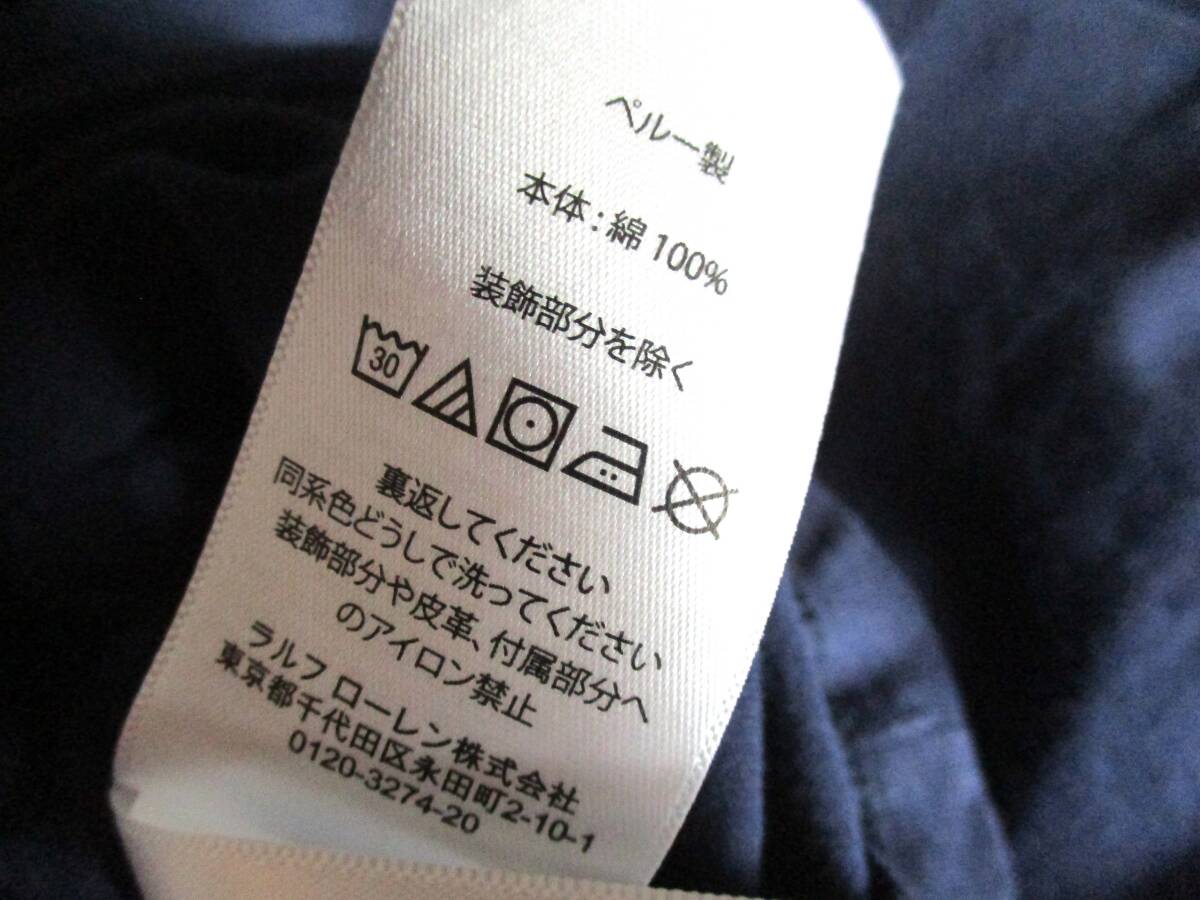 ペルー製
本体 : 綿 100%
装飾部分を除く
30
裏返してください
同系色どうしで洗ってください
装飾部分や皮革、付属部分へ
のアイロン禁止
ラルフ ローレン株式会社
東京都千代田区永田町2-10-1
0120-3274-20